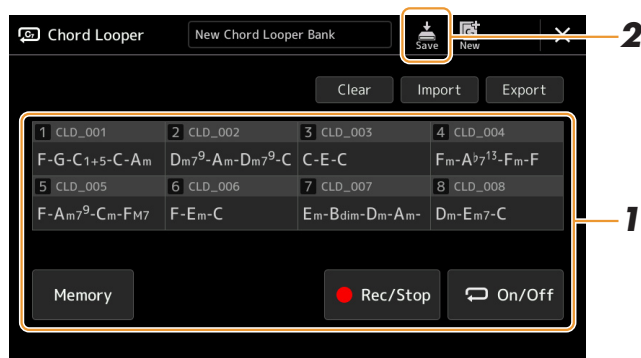 Chord Looper
New Chord Looper Bank
Save
New
2
Clear
Import
Export
1 CLD_001
2 CLD_002
3 CLD_003
4 CLD_004
F-G-C1+5-C-Am
Dm7⁹-Am-Dm7⁹-C
C-E-C
Fm-A♭7¹³-Fm-F
5 CLD_005
6 CLD_006
7 CLD_007
8 CLD_008
F-Am7⁹-Cm-FM7
F-Em-C
Em-Bdim-Dm-Am-
Dm-Em7-C
1
Memory
Rec/Stop
On/Off